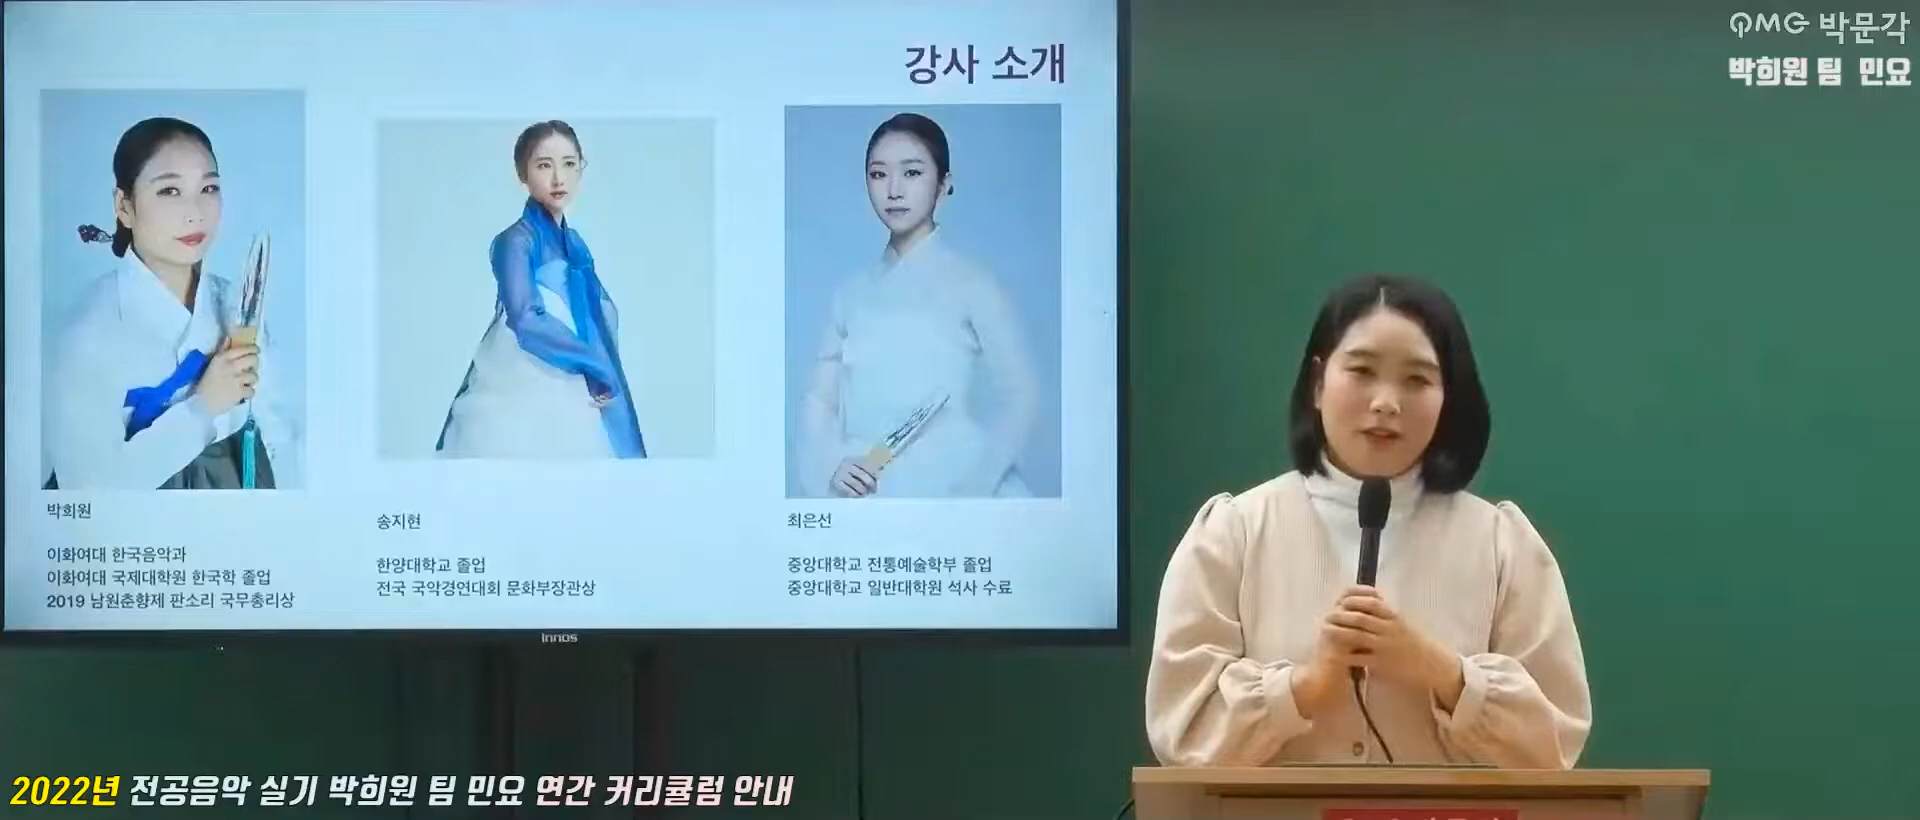 PMG 박문각
박희원 팀 민요
강사 소개
박희원
이화여대 한국음악과
이화여대 국제대학원 한국학 졸업
2019 남원춘향제 판소리 국무총리상
송지현
한양대학교 졸업
전국 국악경연대회 문화부장관상
최은선
중앙대학교 전통예술학부 졸업
중앙대학교 일반대학원 석사 수료
innos
2022년 전공음악 실기 박희원 팀 민요 연간 커리큘럼 안내